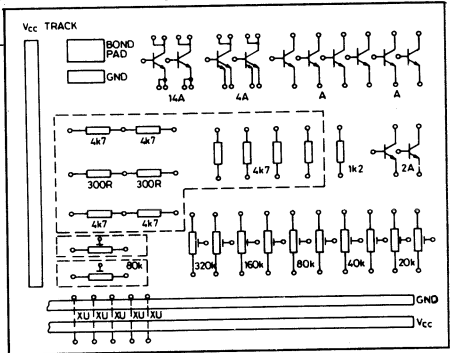 Vcc TRACK
BOND PAD
GND
14A 4A A A
4k7 4k7
300R 300R
4k7
1k2
2A
4k7 4k7
80k
320k 160k 80k 40k 20k
GND
XU XU XU XU
Vcc